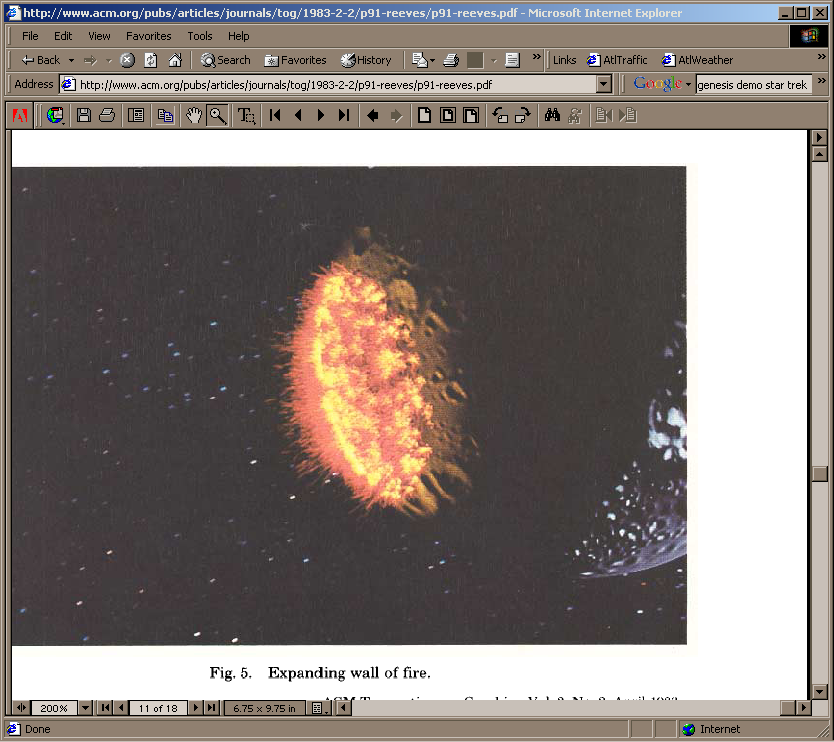 http://www.acm.org/pubs/articles/journals/tog/1983-2-2/p91-reeves/p91-reeves.pdf - Microsoft Internet Explorer
File Edit View Favorites Tools Help
Back Search Favorites History » Links AtlTraffic AtlWeather »
Address http://www.acm.org/pubs/articles/journals/tog/1983-2-2/p91-reeves/p91-reeves.pdf Google genesis demo star trek »
Fig. 5. Expanding wall of fire.
200% 11 of 18 6.75 x 9.75 in
Done Internet